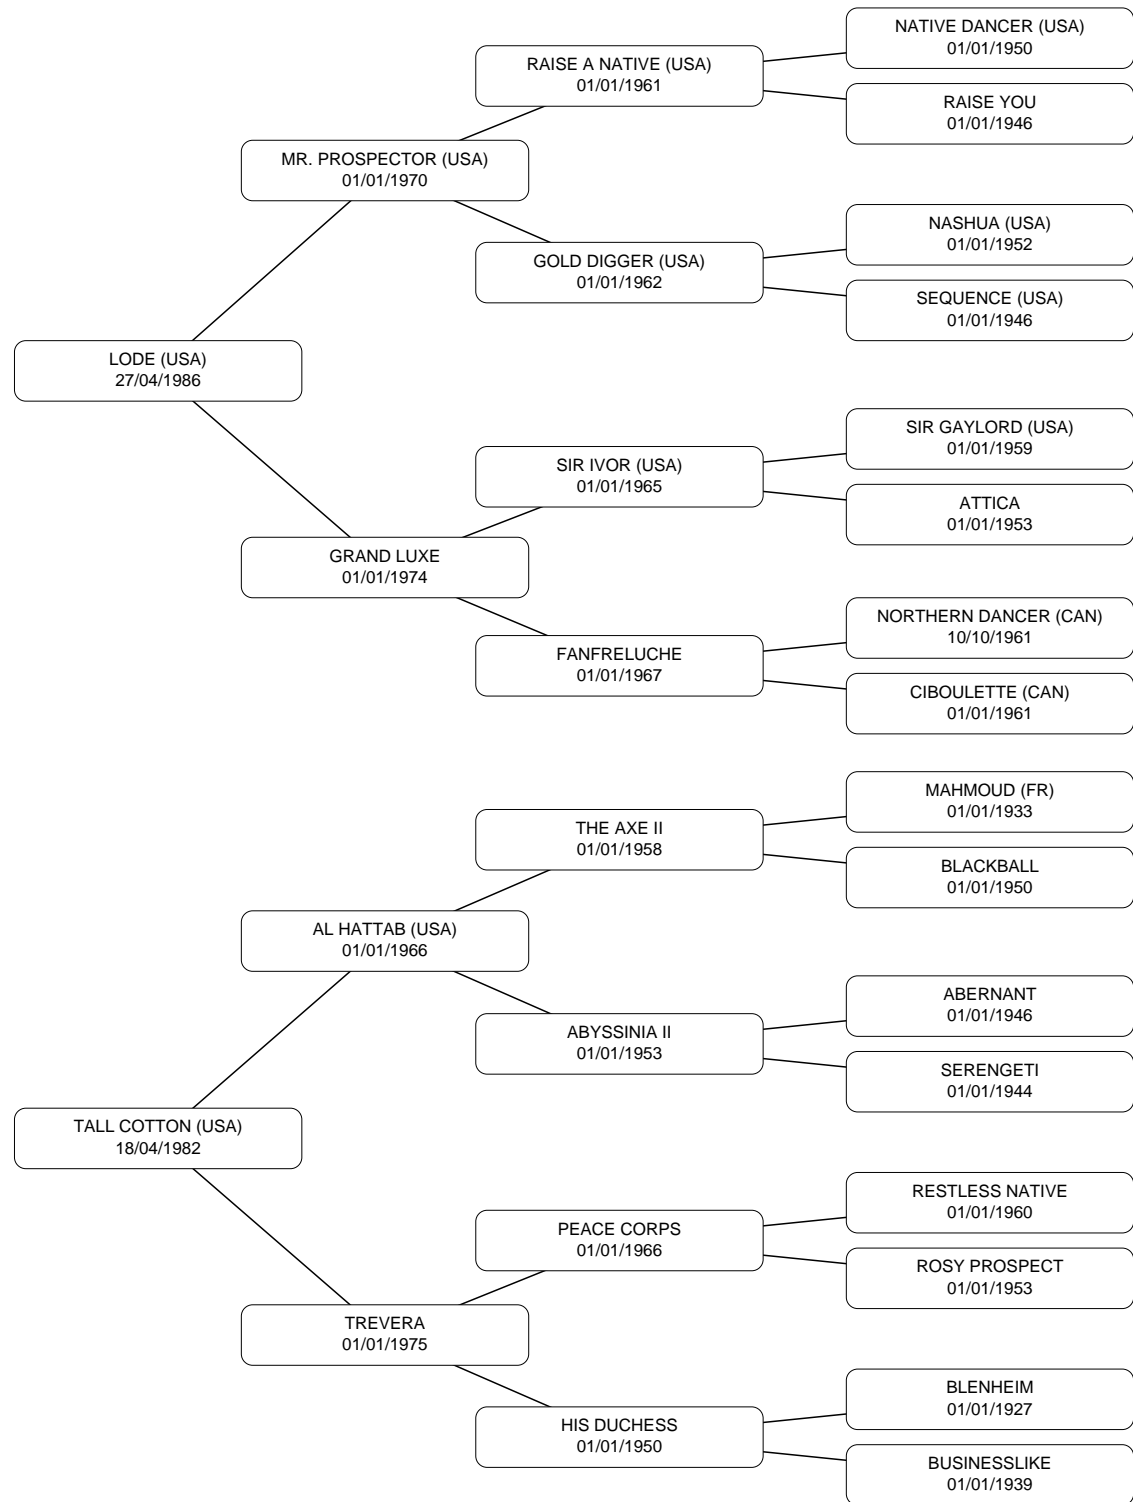 NATIVE DANCER (USA)
01/01/1950
RAISE A NATIVE (USA)
01/01/1961
RAISE YOU
01/01/1946
MR. PROSPECTOR (USA)
01/01/1970
NASHUA (USA)
01/01/1952
GOLD DIGGER (USA)
01/01/1962
SEQUENCE (USA)
01/01/1946
LODE (USA)
27/04/1986
SIR GAYLORD (USA)
01/01/1959
SIR IVOR (USA)
01/01/1965
ATTICA
01/01/1953
GRAND LUXE
01/01/1974
NORTHERN DANCER (CAN)
10/10/1961
FANFRELUCHE
01/01/1967
CIBOULETTE (CAN)
01/01/1961
MAHMOUD (FR)
01/01/1933
THE AXE II
01/01/1958
BLACKBALL
01/01/1950
AL HATTAB (USA)
01/01/1966
ABERNANT
01/01/1946
ABYSSINIA II
01/01/1953
SERENGETI
01/01/1944
TALL COTTON (USA)
18/04/1982
RESTLESS NATIVE
01/01/1960
PEACE CORPS
01/01/1966
ROSY PROSPECT
01/01/1953
TREVERA
01/01/1975
BLENHEIM
01/01/1927
HIS DUCHESS
01/01/1950
BUSINESSLIKE
01/01/1939